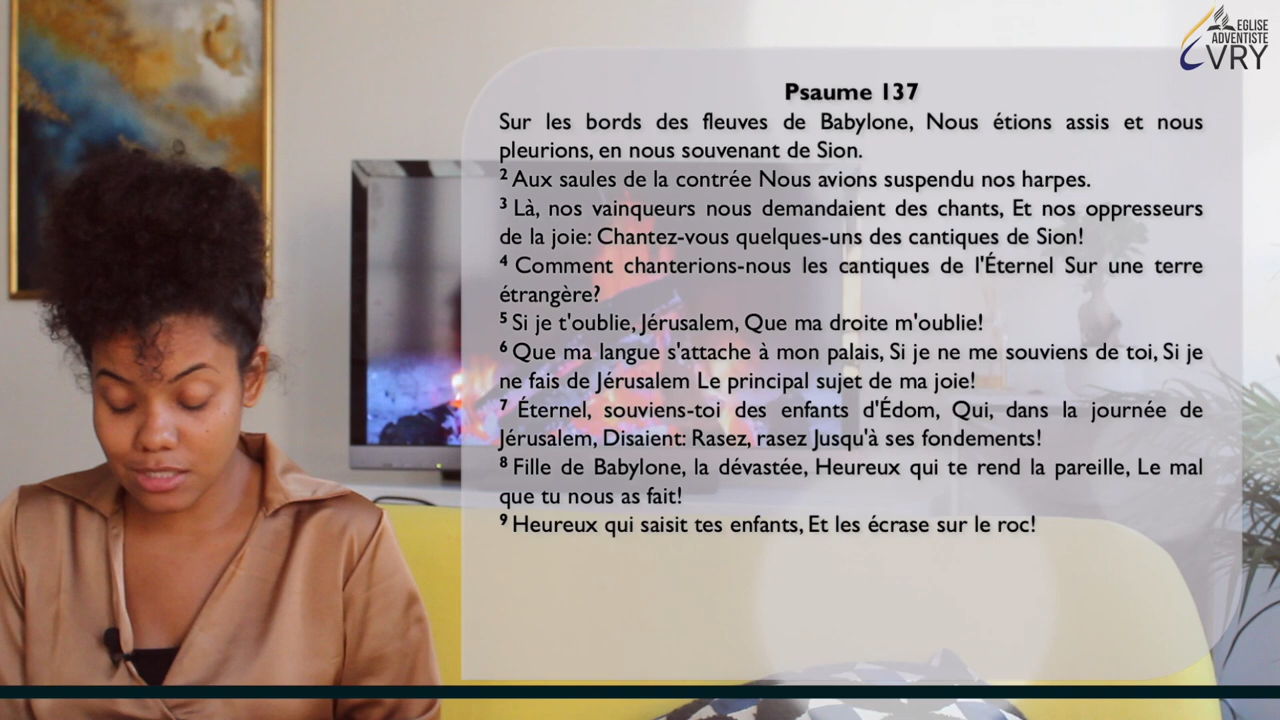 EGLISE
ADVENTISTE
VRY
Psaume 137
Sur les bords des fleuves de Babylone, Nous étions assis et nous
pleurions, en nous souvenant de Sion.
2 Aux saules de la contrée Nous avions suspendu nos harpes.
3 Là, nos vainqueurs nous demandaient des chants, Et nos oppresseurs
de la joie: Chantez-vous quelques-uns des cantiques de Sion!
4 Comment chanterions-nous les cantiques de l'Éternel Sur une terre
étrangère?
5 Si je t'oublie, Jérusalem, Que ma droite m'oublie!
6 Que ma langue s'attache à mon palais, Si je ne me souviens de toi, Si je
ne fais de Jérusalem Le principal sujet de ma joie!
7 Éternel, souviens-toi des enfants d'Édom, Qui, dans la journée de
Jérusalem, Disaient: Rasez, rasez Jusqu'à ses fondements!
8 Fille de Babylone, la dévastée, Heureux qui te rend la pareille, Le mal
que tu nous as fait!
9 Heureux qui saisit tes enfants, Et les écrase sur le roc!